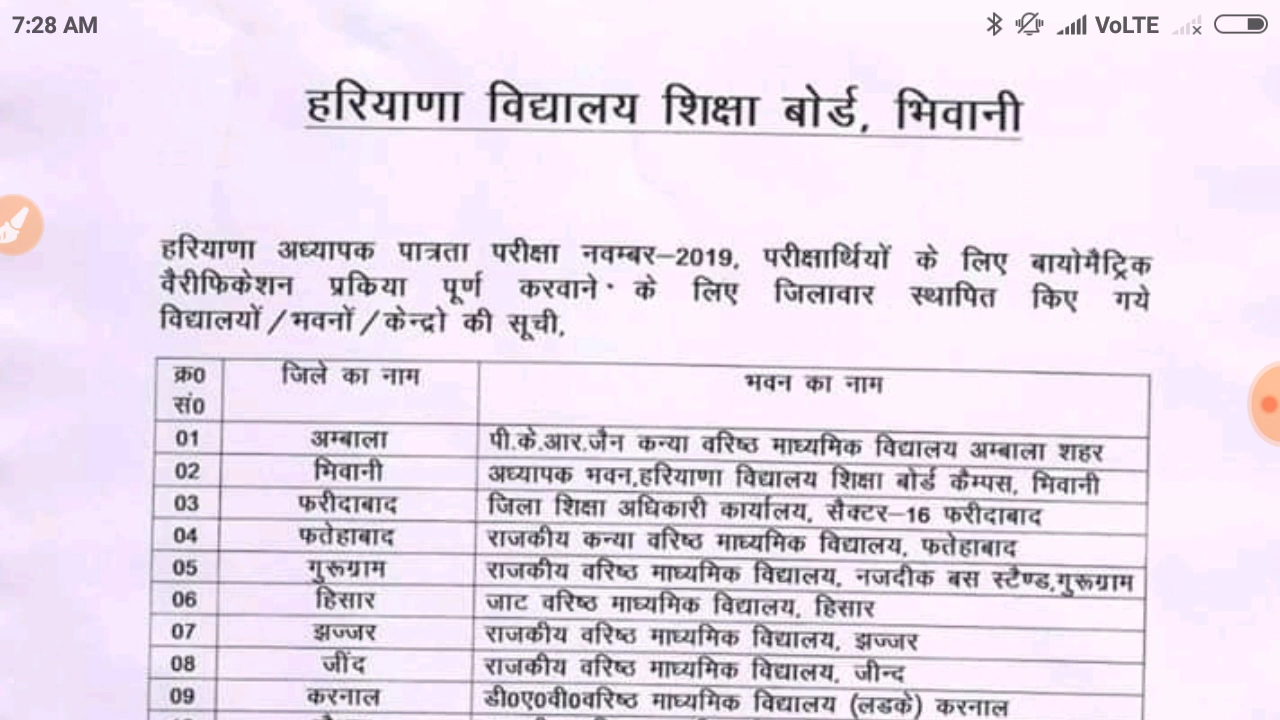 7:28 AM VoLTE
हरियाणा विद्यालय शिक्षा बोर्ड, भिवानी
हरियाणा अध्यापक पात्रता परीक्षा नवम्बर–2019, परीक्षार्थियों के लिए बायोमैट्रिक
वैरीफिकेशन प्रकिया पूर्ण करवाने के लिए जिलावार स्थापित किए गये
विद्यालयों/भवनों/केन्द्रो की सूची,
क्र0 जिले का नाम भवन का नाम
सं0
01 अम्बाला पी.के.आर.जैन कन्या वरिष्ठ माध्यमिक विद्यालय अम्बाला शहर
02 भिवानी अध्यापक भवन,हरियाणा विद्यालय शिक्षा बोर्ड कैम्पस, भिवानी
03 फरीदाबाद जिला शिक्षा अधिकारी कार्यालय, सैक्टर–16 फरीदाबाद
04 फतेहाबाद राजकीय कन्या वरिष्ठ माध्यमिक विद्यालय, फतेहाबाद
05 गुरूग्राम राजकीय वरिष्ठ माध्यमिक विद्यालय, नजदीक बस स्टैण्ड,गुरूग्राम
06 हिसार जाट वरिष्ठ माध्यमिक विद्यालय, हिसार
07 झज्जर राजकीय वरिष्ठ माध्यमिक विद्यालय, झज्जर
08 जींद राजकीय वरिष्ठ माध्यमिक विद्यालय, जीन्द
09 करनाल डी0ए0वी0वरिष्ठ माध्यमिक विद्यालय (लडके) करनाल